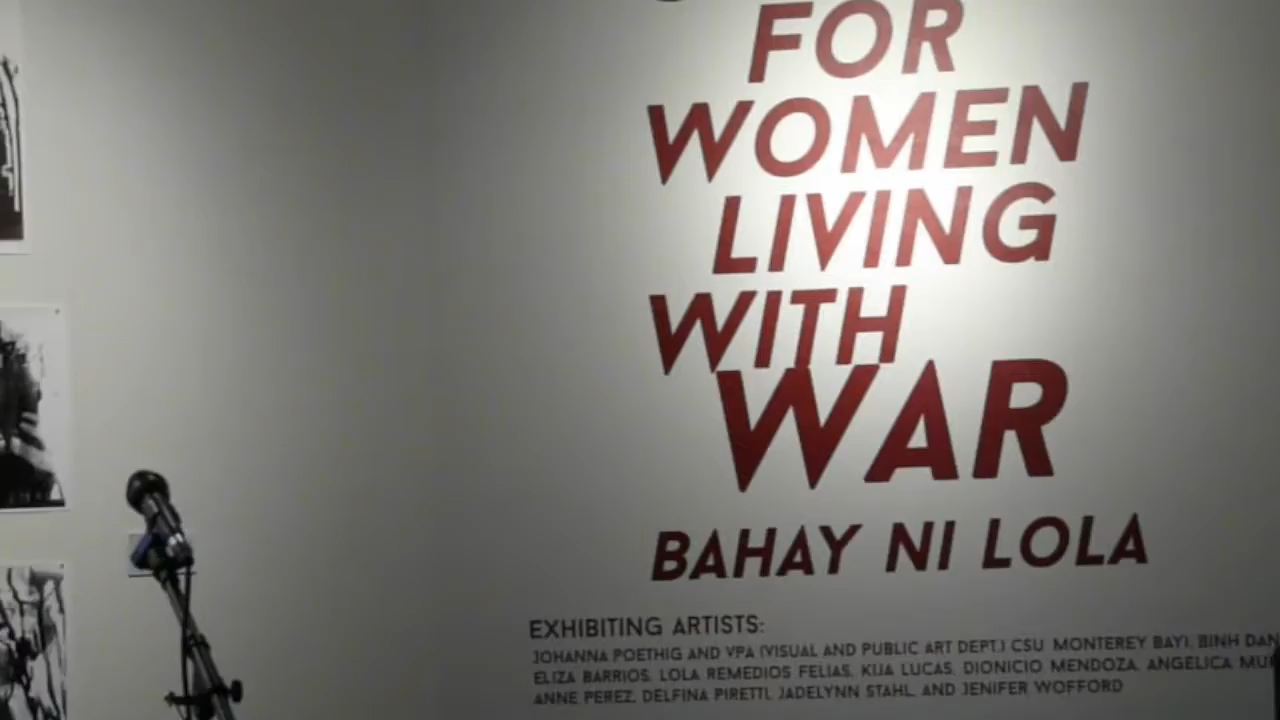 FOR
WOMEN
LIVING
WITH
WAR
BAHAY NI LOLA
EXHIBITING ARTISTS:
JOHANNA POETHIG AND VPA (VISUAL AND PUBLIC ART DEPT.) CSU MONTEREY BAY), BINH
ELIZA BARRIOS, LOLA REMEDIOS FELIAS, KIJA LUCAS, DIONICIO MENDOZA, ANGELICA
ANNE PEREZ, DELFINA PIRETTI, JADELYNN STAHL, AND JENIFER WOFFORD